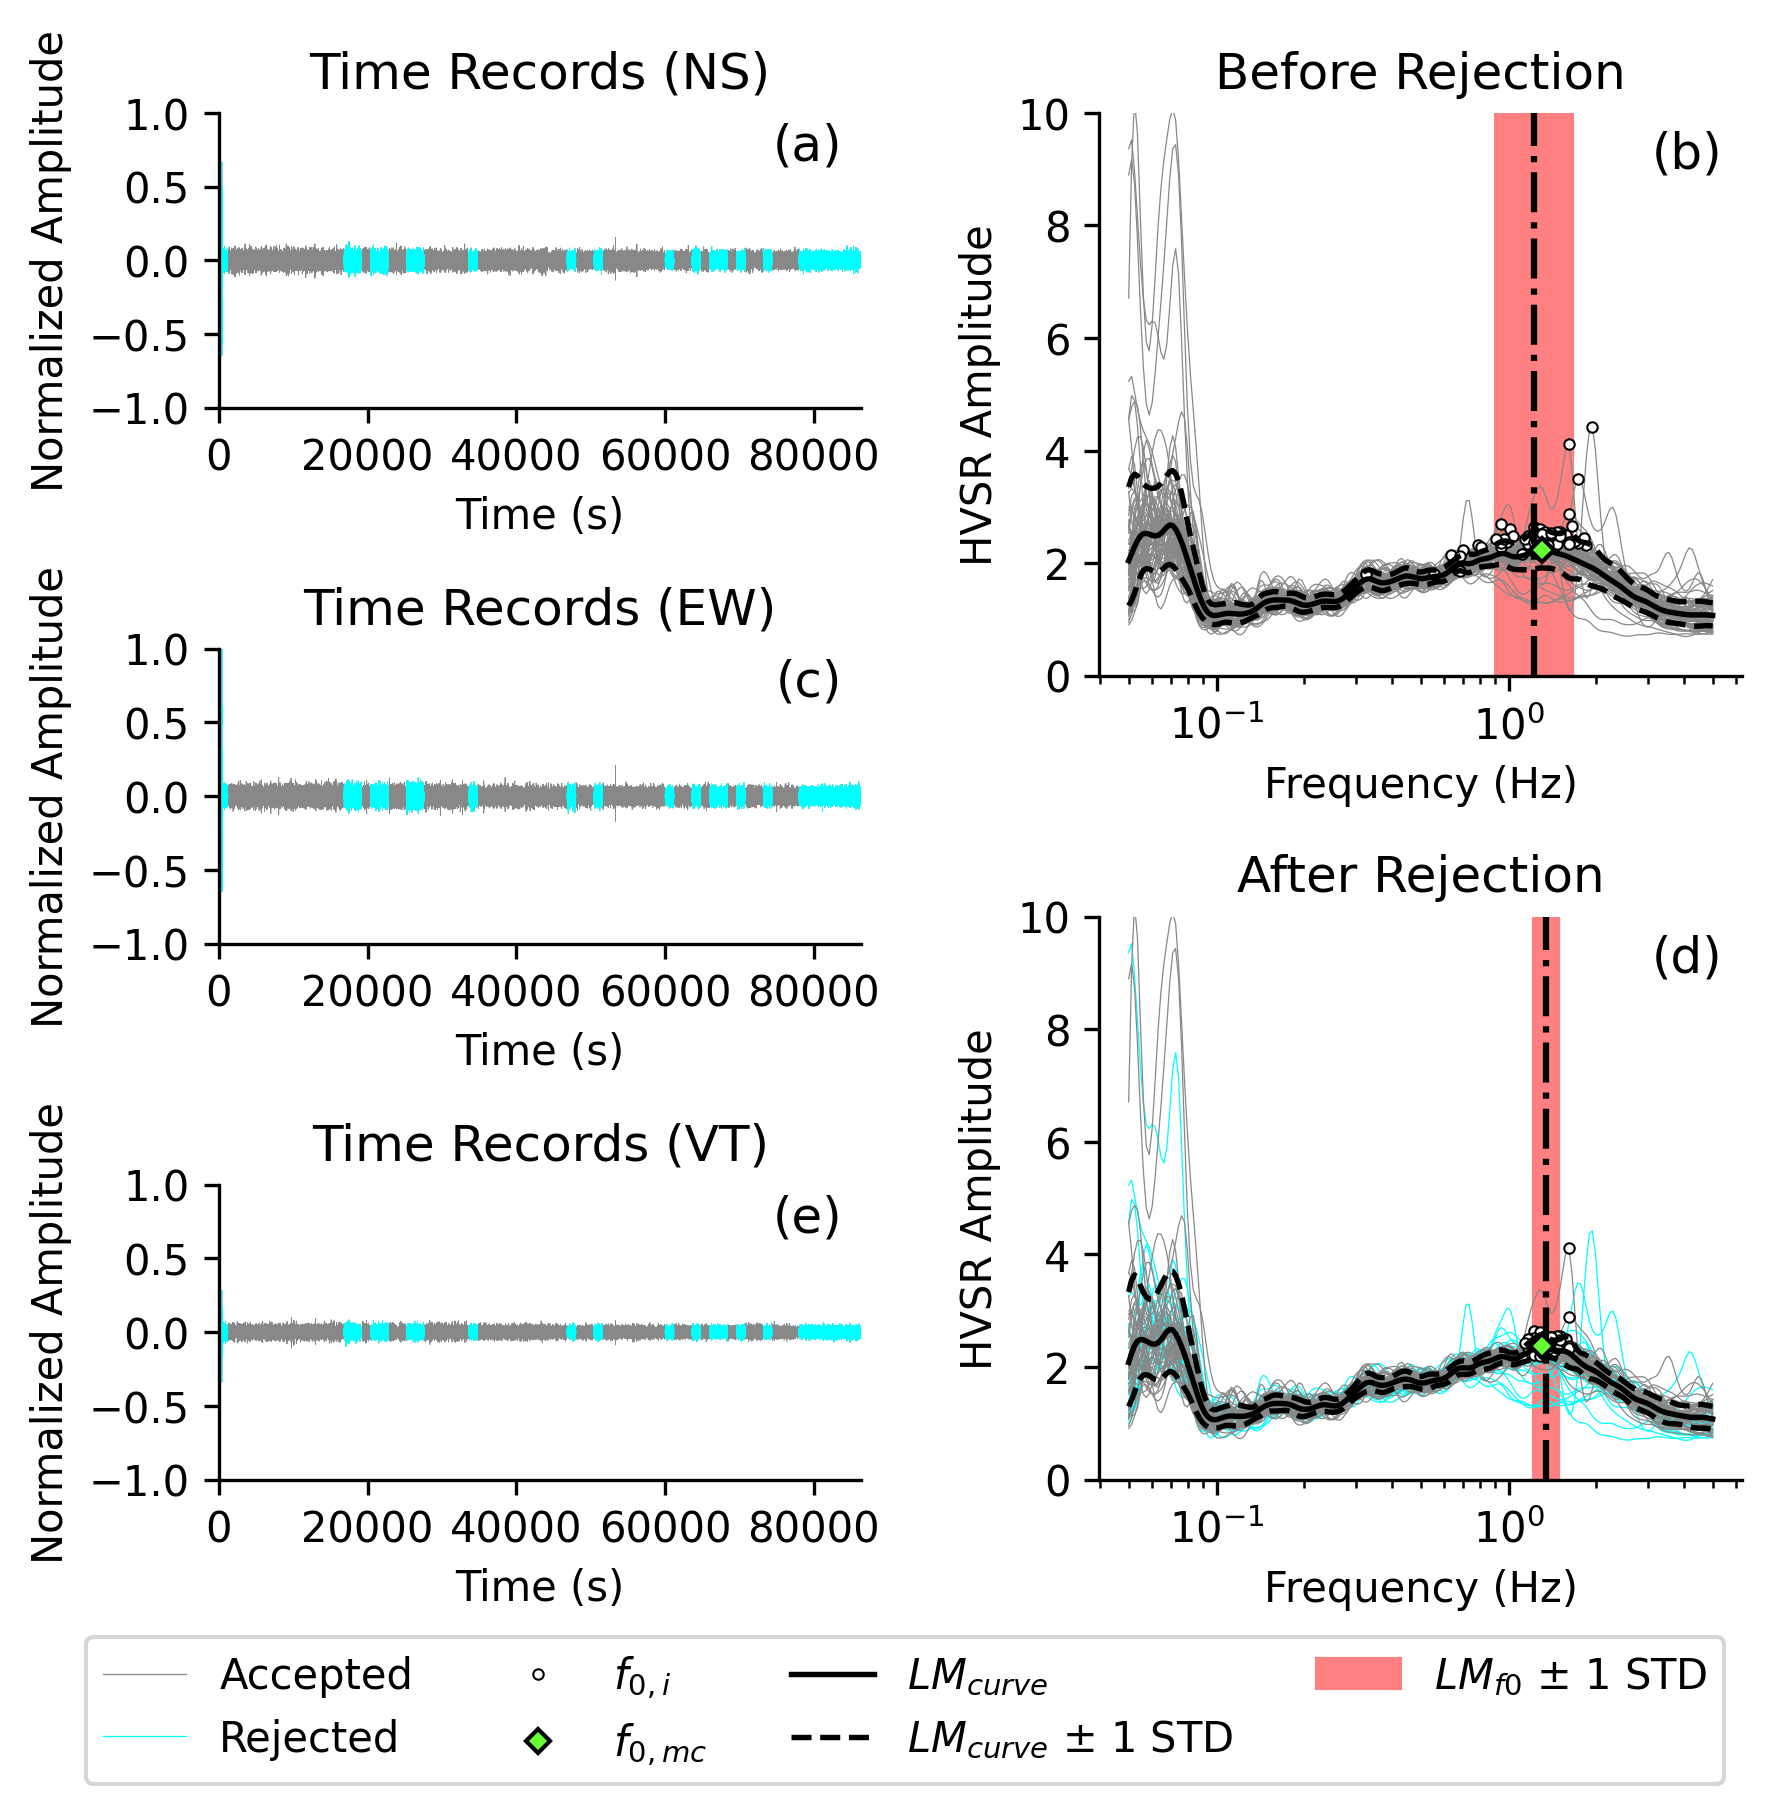 Time Records (NS)
Normalized Amplitude
1.0
0.5
0.0
−0.5
−1.0
(a)
0 20000 40000 60000 80000
Time (s)
Before Rejection
HVSR Amplitude
10
8
6
4
2
0
(b)
10⁻¹ 10⁰
Frequency (Hz)
Time Records (EW)
Normalized Amplitude
1.0
0.5
0.0
−0.5
−1.0
(c)
0 20000 40000 60000 80000
Time (s)
After Rejection
HVSR Amplitude
10
8
6
4
2
0
(d)
10⁻¹ 10⁰
Frequency (Hz)
Time Records (VT)
Normalized Amplitude
1.0
0.5
0.0
−0.5
−1.0
(e)
0 20000 40000 60000 80000
Time (s)
Accepted
Rejected
f0,i
f0,mc
LMcurve
LMcurve ± 1 STD
LMf0 ± 1 STD